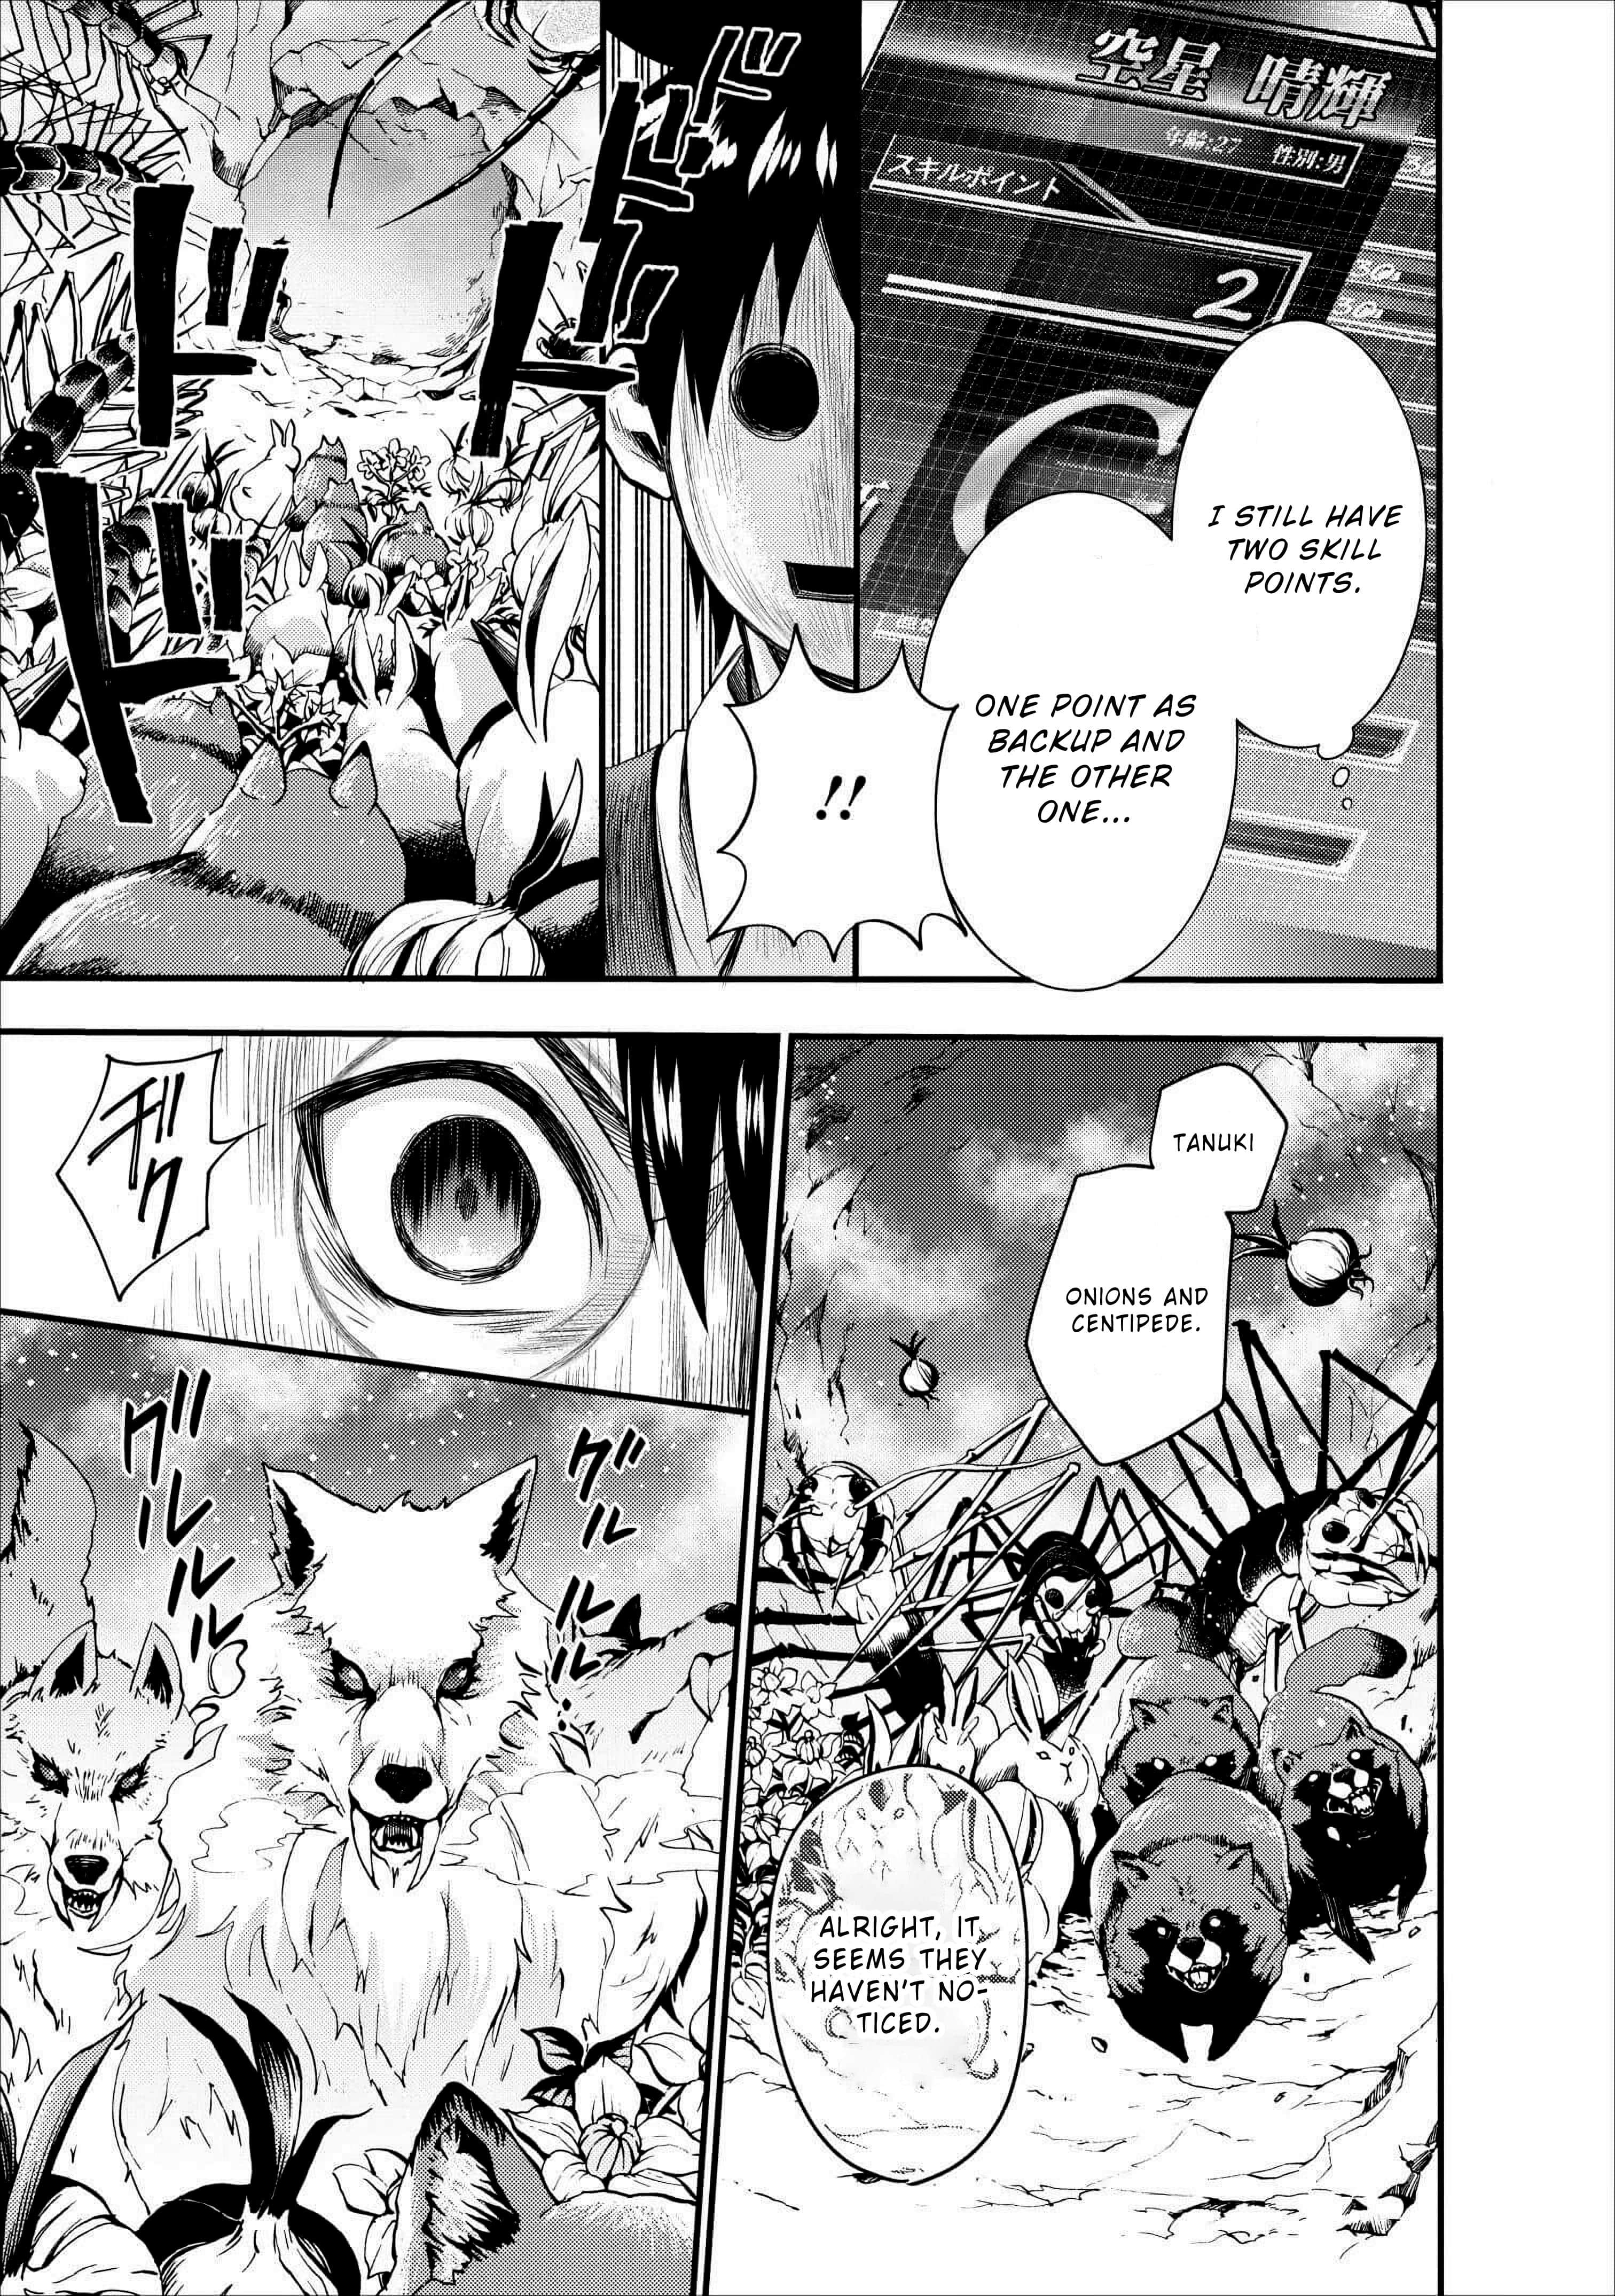 空星 晴輝
年齢:27 性別:男
スキルポイント
2
C
I STILL HAVE
TWO SKILL
POINTS.
ONE POINT AS
BACKUP AND
THE OTHER
ONE...
!!
ドド
ドドド
ドドド
TANUKI
ONIONS AND
CENTIPEDE.
ALRIGHT, IT
SEEMS THEY
HAVEN'T NO-
TICED.
ギク
グルルル...
グルルルル